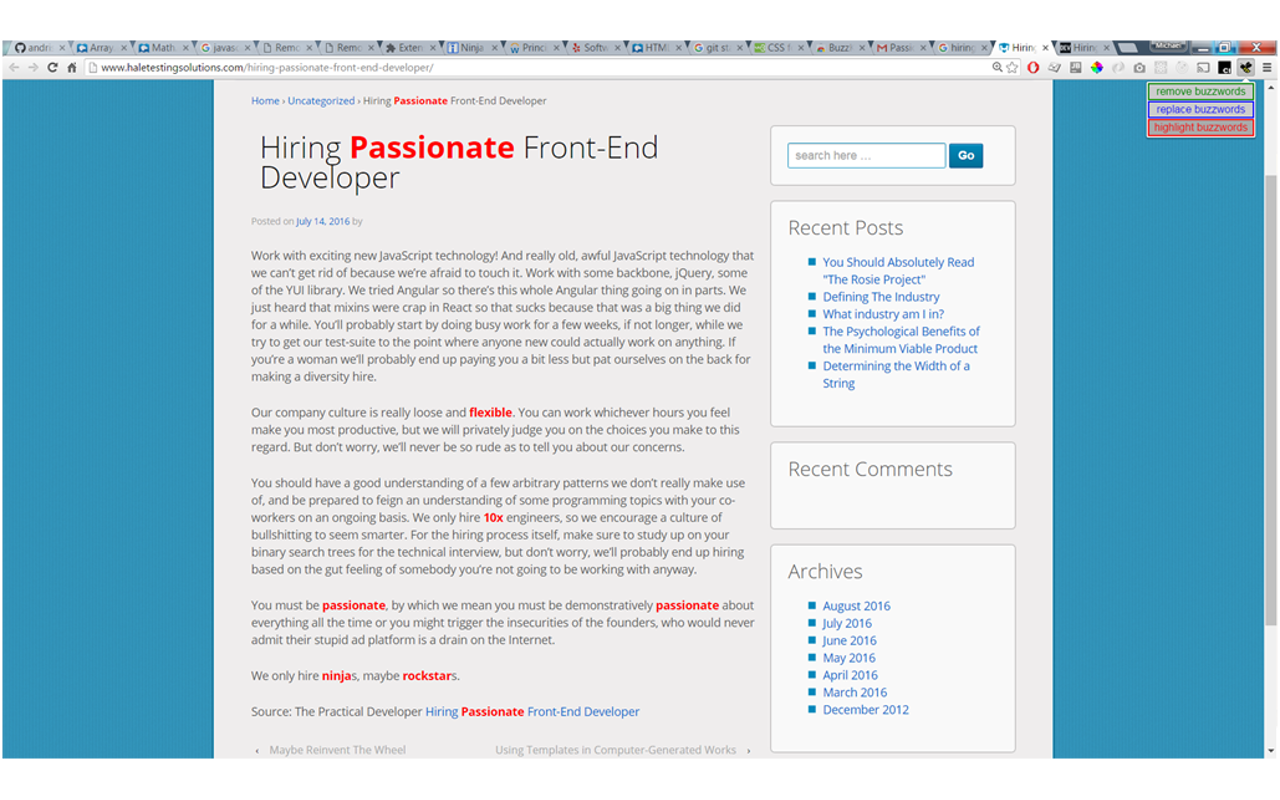 andri
Array
Math
javas
Remo
Remo
Exten
Ninja
Princ
Softw
HTML
git st
CSS f
Buzzl
Passi
hiring
Hirin
Hiring
Michael
www.haletestingsolutions.com/hiring-passionate-front-end-developer/
remove buzzwords
replace buzzwords
highlight buzzwords
Home › Uncategorized › Hiring Passionate Front-End Developer
Hiring Passionate Front-End
Developer
Posted on July 14, 2016 by
Work with exciting new JavaScript technology! And really old, awful JavaScript technology that
we can't get rid of because we're afraid to touch it. Work with some backbone, jQuery, some
of the YUI library. We tried Angular so there's this whole Angular thing going on in parts. We
just heard that mixins were crap in React so that sucks because that was a big thing we did
for a while. You'll probably start by doing busy work for a few weeks, if not longer, while we
try to get our test-suite to the point where anyone new could actually work on anything. If
you're a woman we'll probably end up paying you a bit less but pat ourselves on the back for
making a diversity hire.
Our company culture is really loose and flexible. You can work whichever hours you feel
make you most productive, but we will privately judge you on the choices you make to this
regard. But don't worry, we'll never be so rude as to tell you about our concerns.
You should have a good understanding of a few arbitrary patterns we don't really make use
of, and be prepared to feign an understanding of some programming topics with your co-
workers on an ongoing basis. We only hire 10x engineers, so we encourage a culture of
bullshitting to seem smarter. For the hiring process itself, make sure to study up on your
binary search trees for the technical interview, but don't worry, we'll probably end up hiring
based on the gut feeling of somebody you're not going to be working with anyway.
You must be passionate, by which we mean you must be demonstratively passionate about
everything all the time or you might trigger the insecurities of the founders, who would never
admit their stupid ad platform is a drain on the Internet.
We only hire ninjas, maybe rockstars.
Source: The Practical Developer Hiring Passionate Front-End Developer
‹ Maybe Reinvent The Wheel
Using Templates in Computer-Generated Works ›
search here …
Go
Recent Posts
You Should Absolutely Read
"The Rosie Project"
Defining The Industry
What industry am I in?
The Psychological Benefits of
the Minimum Viable Product
Determining the Width of a
String
Recent Comments
Archives
August 2016
July 2016
June 2016
May 2016
April 2016
March 2016
December 2012